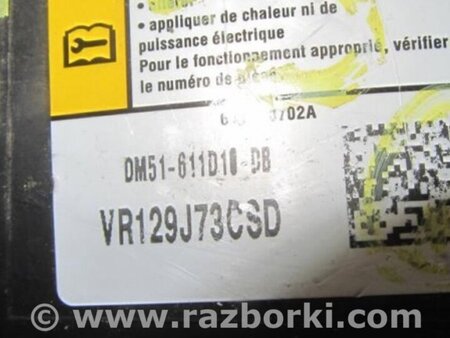 • appliquer de chaleur ni de
puissance électrique
Pour le fonctionnement approprié, vérifier
le numéro de
DM51-611D10-DB
VR129J73CSD
© www.razborki.com